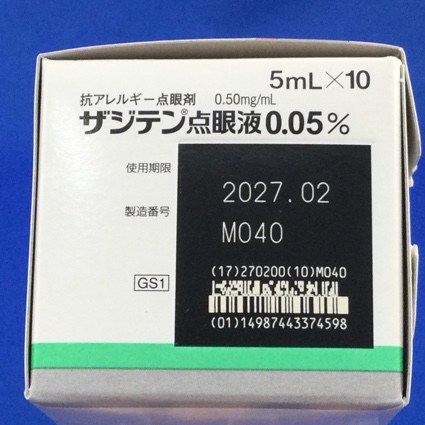 5mL×10
抗アレルギー点眼剤 0.50mg/mL
ザジテン®点眼液0.05%
使用期限 2027.02
製造番号 M040
GS1
(17)270200(10)M040
(01)14987443374598